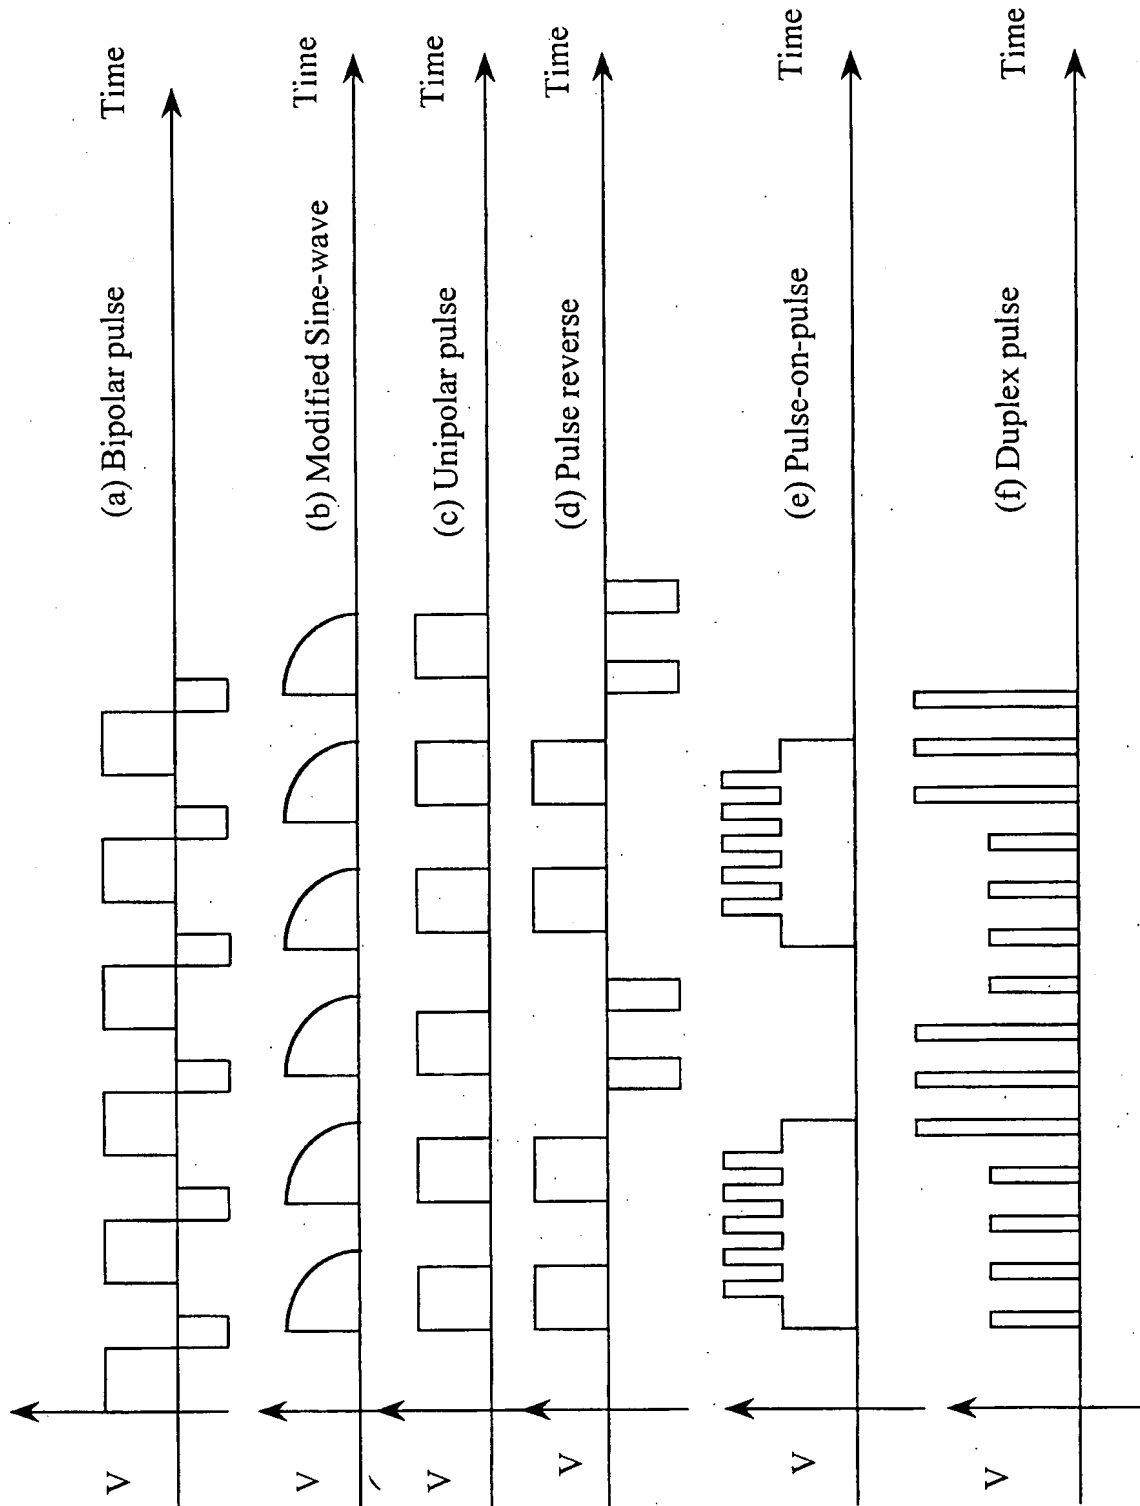 V
(a) Bipolar pulse
Time
V
(b) Modified Sine-wave
Time
V
(c) Unipolar pulse
Time
V
(d) Pulse reverse
Time
V
(e) Pulse-on-pulse
Time
V
(f) Duplex pulse
Time